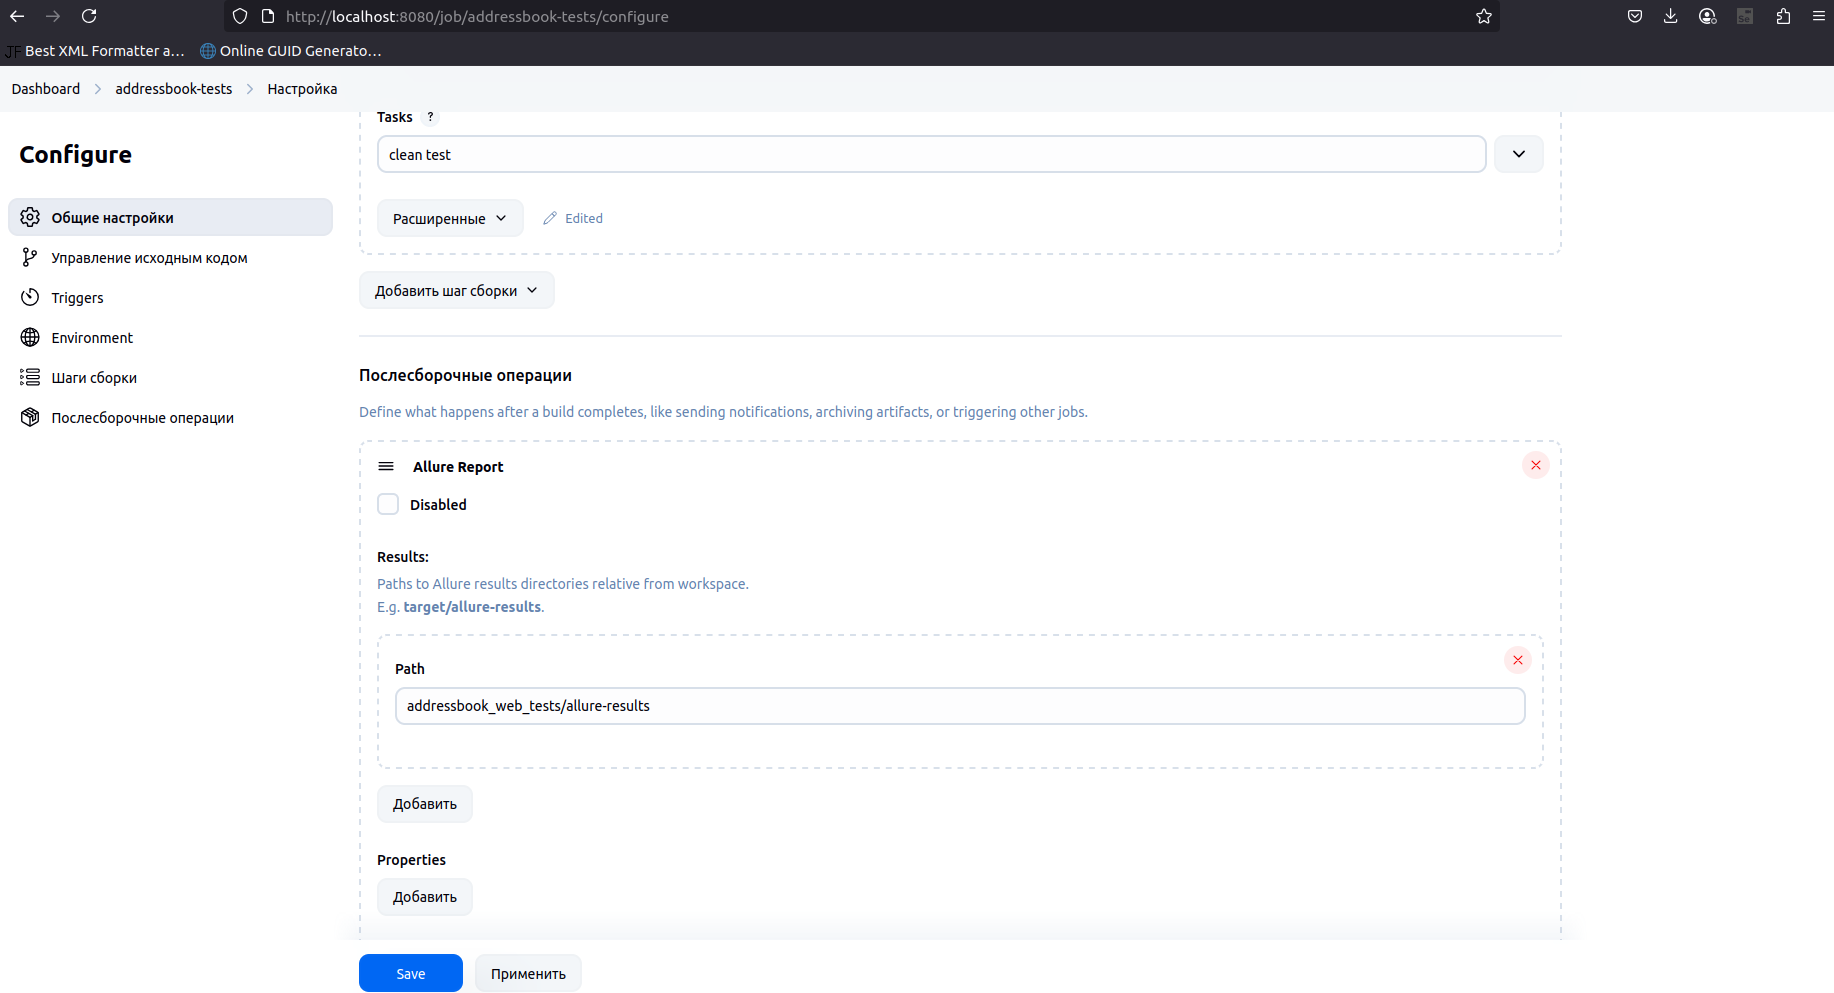 http://localhost:8080/job/addressbook-tests/configure
JF Best XML Formatter a… Online GUID Generato…
Dashboard addressbook-tests Настройка
Configure
Общие настройки
Управление исходным кодом
Triggers
Environment
Шаги сборки
Послесборочные операции
Tasks ?
clean test
Расширенные Edited
Добавить шаг сборки
Послесборочные операции
Define what happens after a build completes, like sending notifications, archiving artifacts, or triggering other jobs.
Allure Report
Disabled
Results:
Paths to Allure results directories relative from workspace.
E.g. target/allure-results.
Path
addressbook_web_tests/allure-results
Добавить
Properties
Добавить
Save Применить